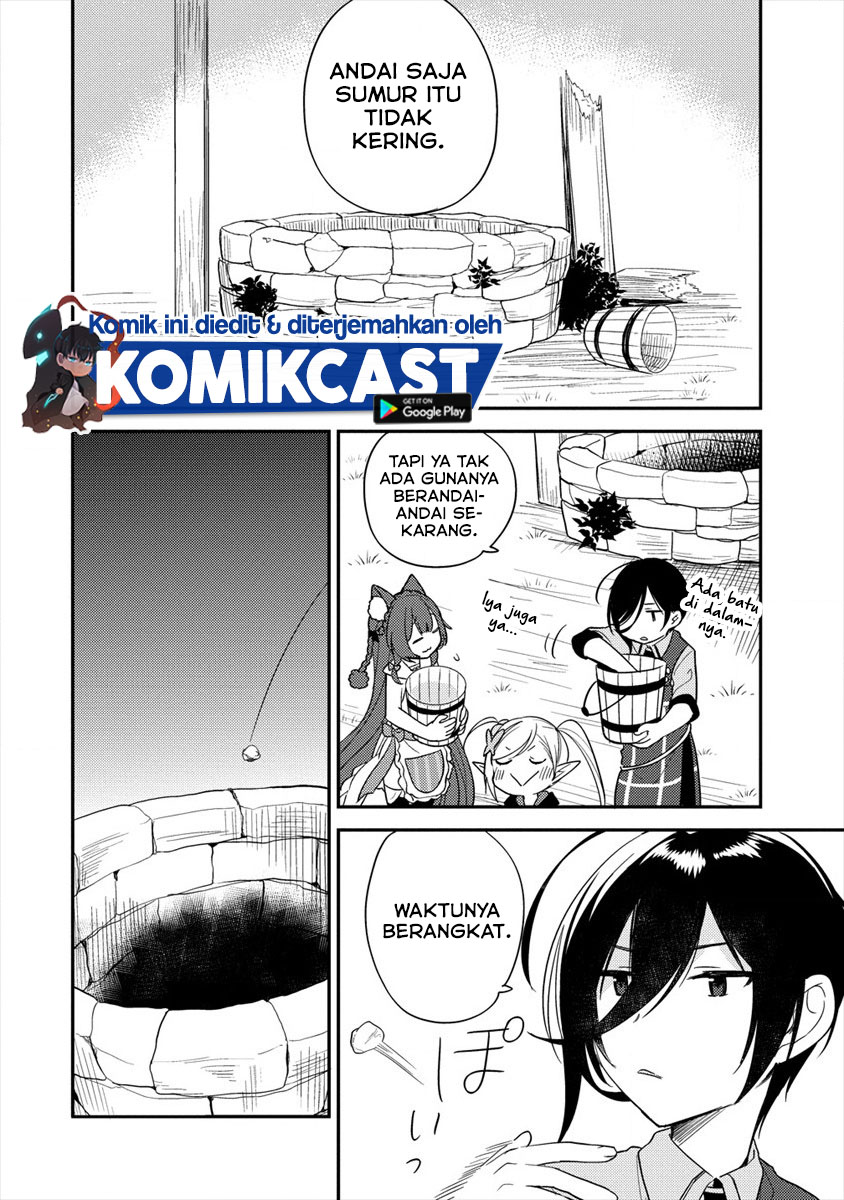 ANDAI SAJA
SUMUR ITU
TIDAK
KERING.
Komik ini diedit & diterjemahkan oleh
KOMIKCAST
GET IT ON
Google Play
TAPI YA TAK
ADA GUNANYA
BERANDAI-
ANDAI SE-
KARANG.
Iya juga
ya...
Ada batu
di dalam-
nya.
WAKTUNYA
BERANGKAT.
ぽいっ